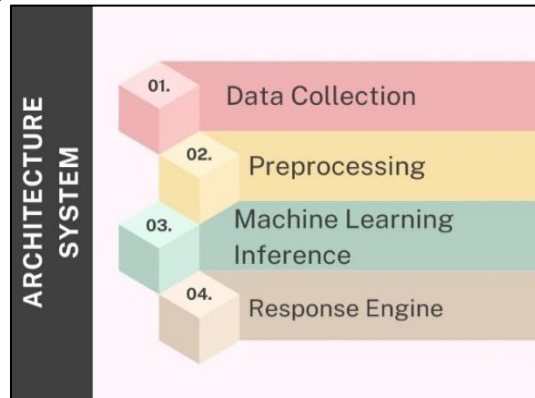 ARCHITECTURE
SYSTEM
01.
Data Collection
02.
Preprocessing
03.
Machine Learning
Inference
04.
Response Engine